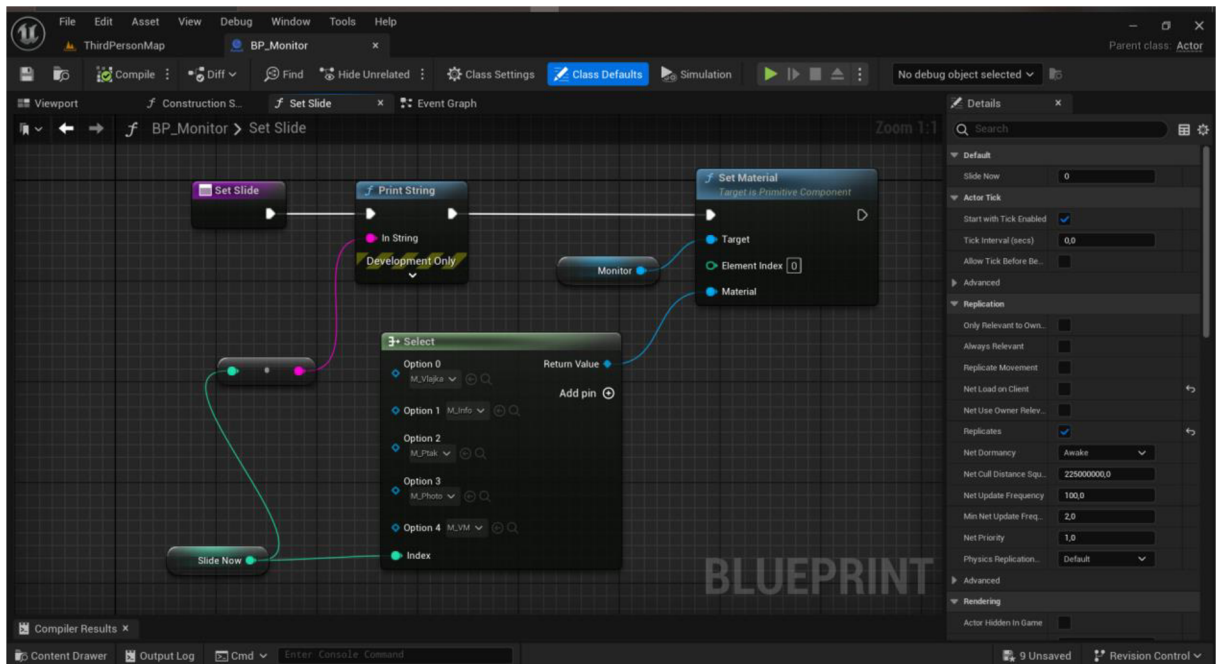 File Edit Asset View Debug Window Tools Help
ThirdPersonMap BP_Monitor × Parent class: Actor
Compile Diff Find Hide Unrelated Class Settings Class Defaults Simulation No debug object selected
Viewport Construction S... Set Slide × Event Graph Details ×
BP_Monitor > Set Slide Zoom 1:1
Set Slide
Print String
In String
Development Only
Set Material
Target is Primitive Component
Target
Element Index 0
Material
Monitor
Select
Option 0 Return Value
M_Vlajka
Add pin
Option 1 M_Info
Option 2
M_Ptak
Option 3
M_Photo
Option 4 M_VM
Index
Slide Now
BLUEPRINT
Search
Default
Slide Now 0
Actor Tick
Start with Tick Enabled
Tick Interval (secs) 0,0
Allow Tick Before Be...
Advanced
Replication
Only Relevant to Own...
Always Relevant
Replicate Movement
Net Load on Client
Net Use Owner Relev...
Replicates
Net Dormancy Awake
Net Cull Distance Squ... 225000000,0
Net Update Frequency 100,0
Min Net Update Freq... 2,0
Net Priority 1,0
Physics Replication... Default
Advanced
Rendering
Actor Hidden In Game
Compiler Results ×
Content Drawer Output Log Cmd Enter Console Command 9 Unsaved Revision Control